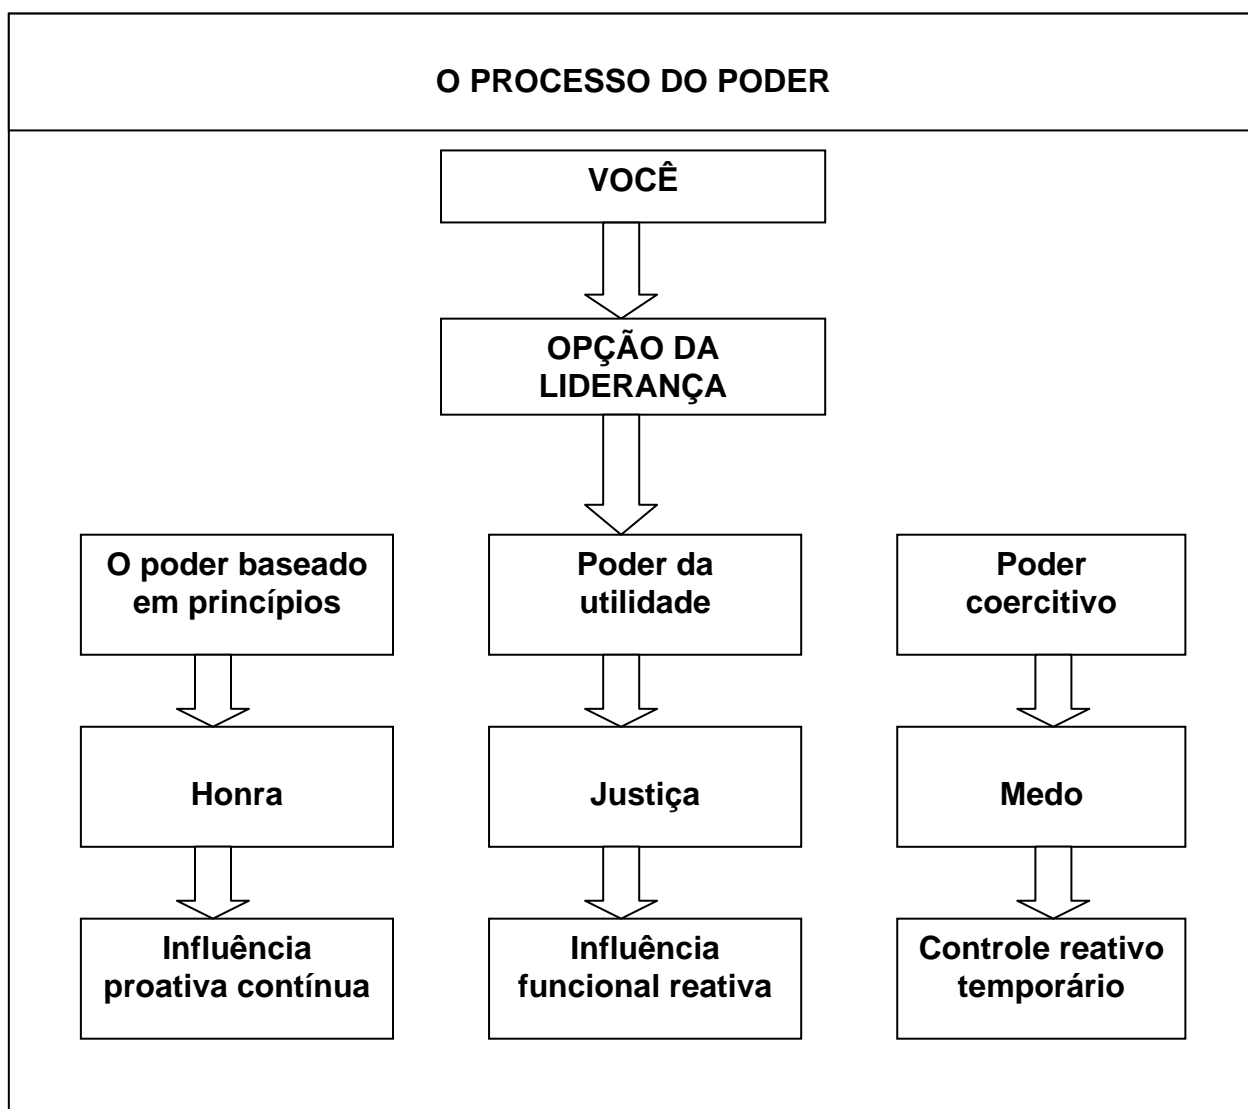 O PROCESSO DO PODER
VOCÊ
OPÇÃO DA
LIDERANÇA
O poder baseado
em princípios
Poder da
utilidade
Poder
coercitivo
Honra
Justiça
Medo
Influência
proativa contínua
Influência
funcional reativa
Controle reativo
temporário